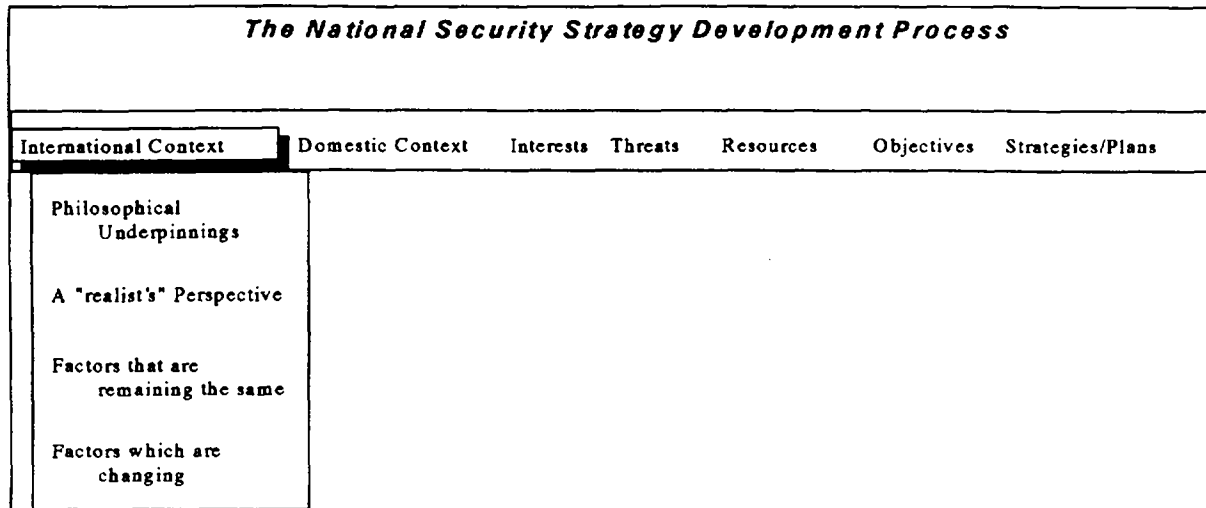 The National Security Strategy Development Process
International Context Domestic Context Interests Threats Resources Objectives Strategies/Plans
Philosophical
Underpinnings
A "realist's" Perspective
Factors that are
remaining the same
Factors which are
changing